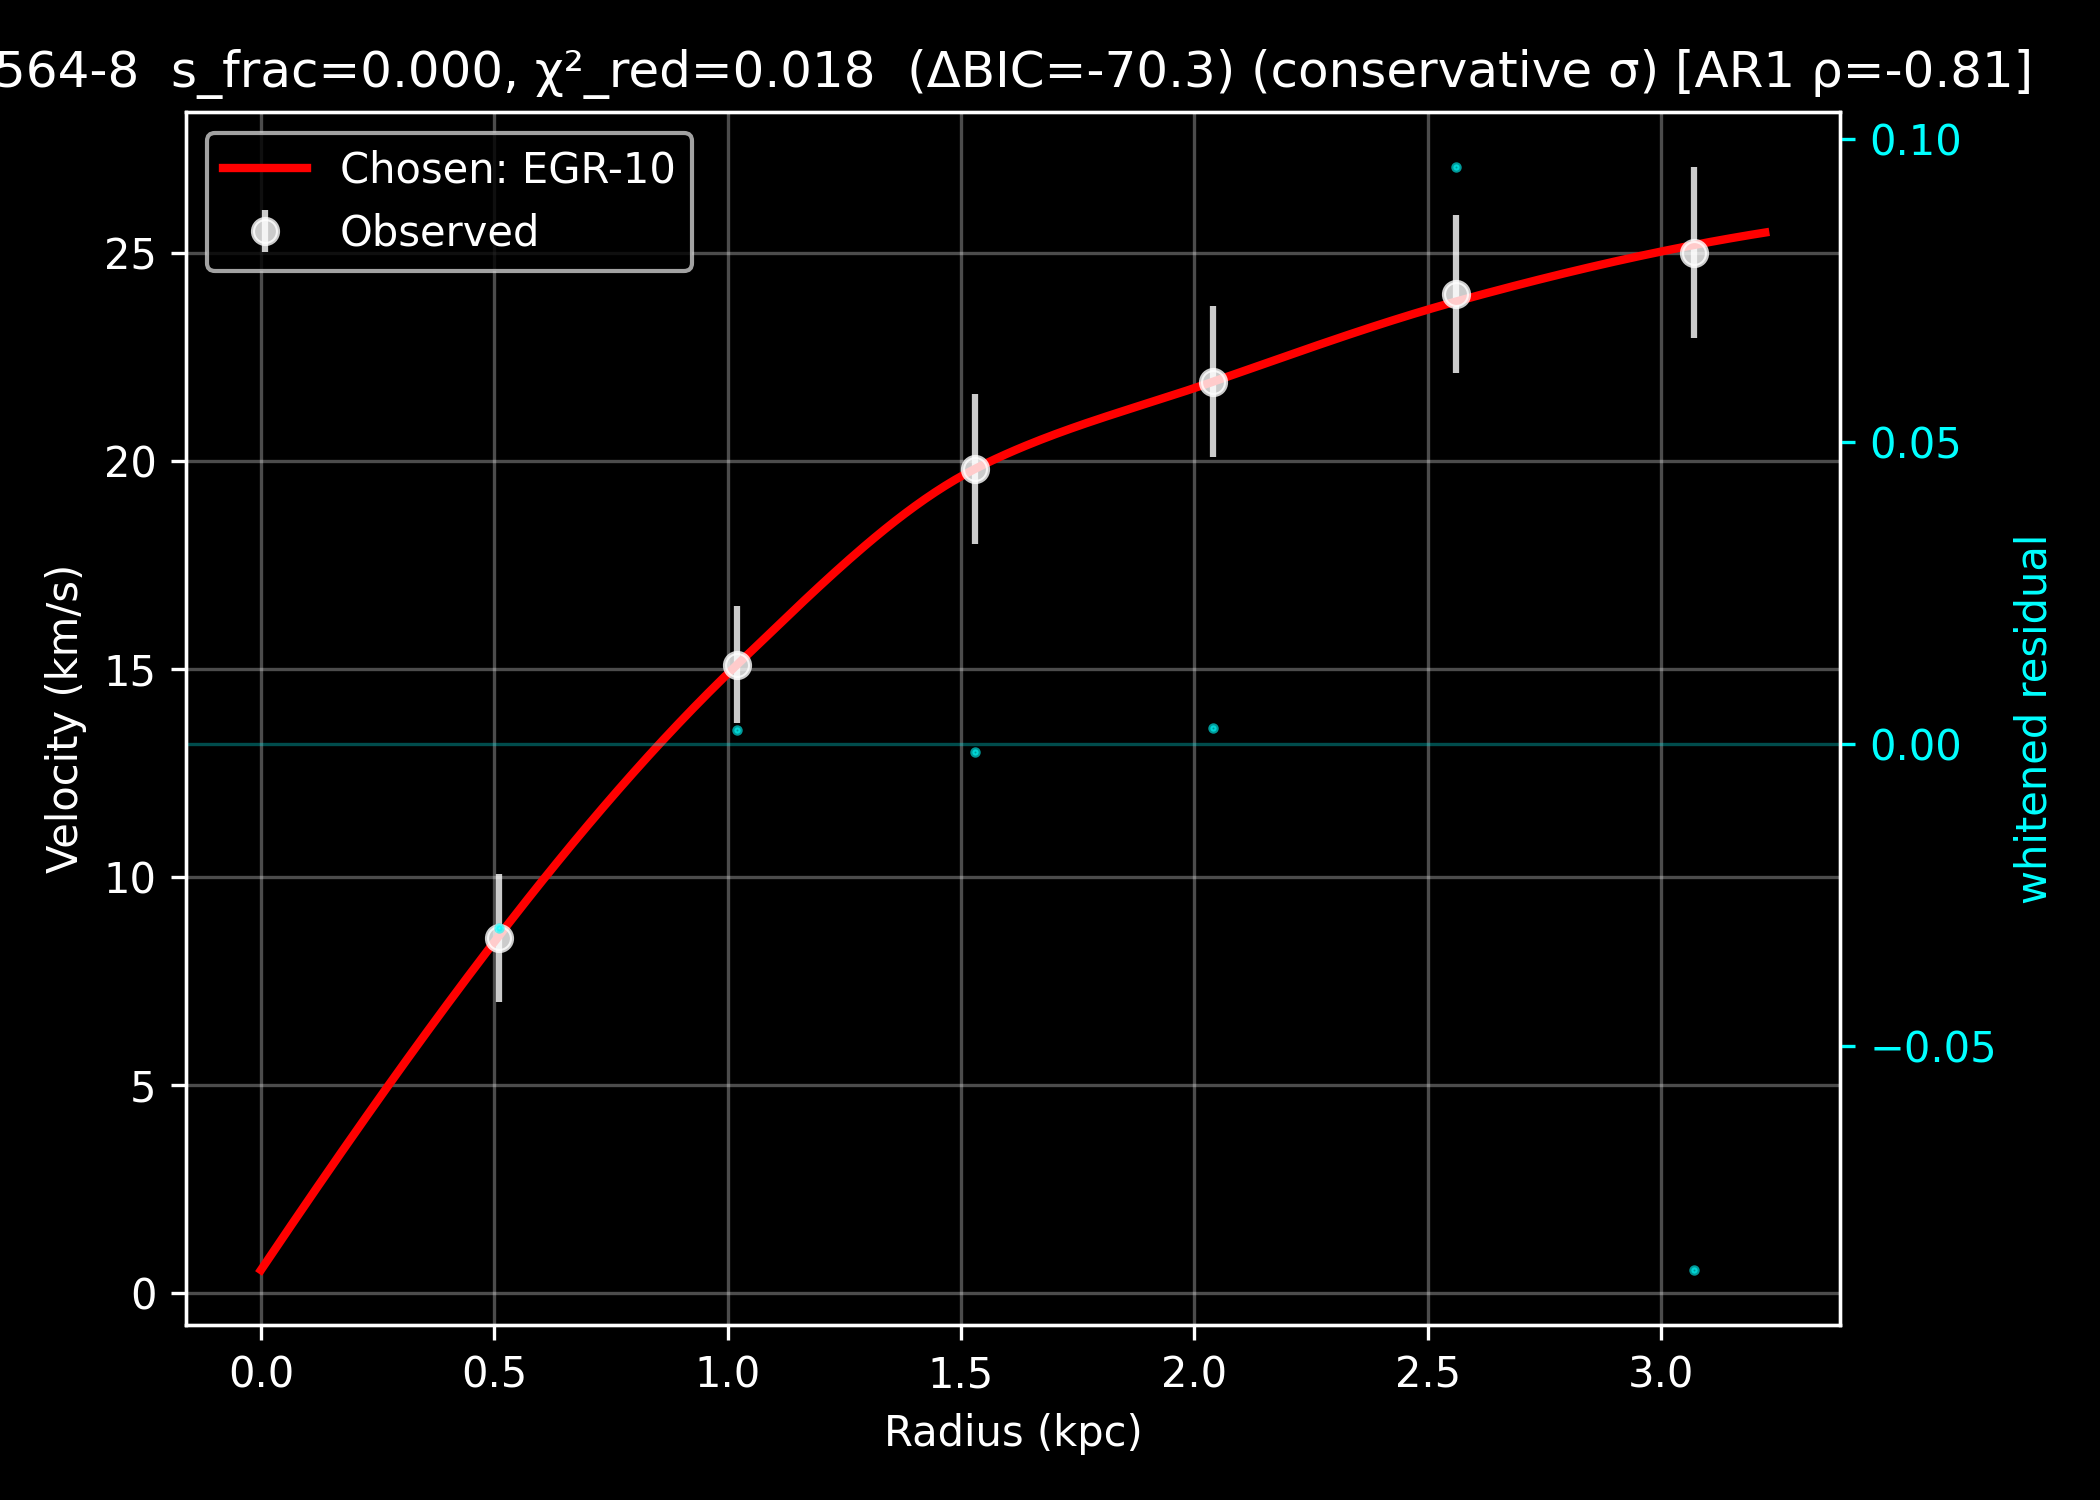 564-8 s_frac=0.000, χ²_red=0.018 (ΔBIC=-70.3) (conservative σ) [AR1 ρ=-0.81]
Chosen: EGR-10
Observed
25
20
15
10
5
0
Velocity (km/s)
0.0
0.5
1.0
1.5
2.0
2.5
3.0
Radius (kpc)
0.10
0.05
0.00
−0.05
whitened residual